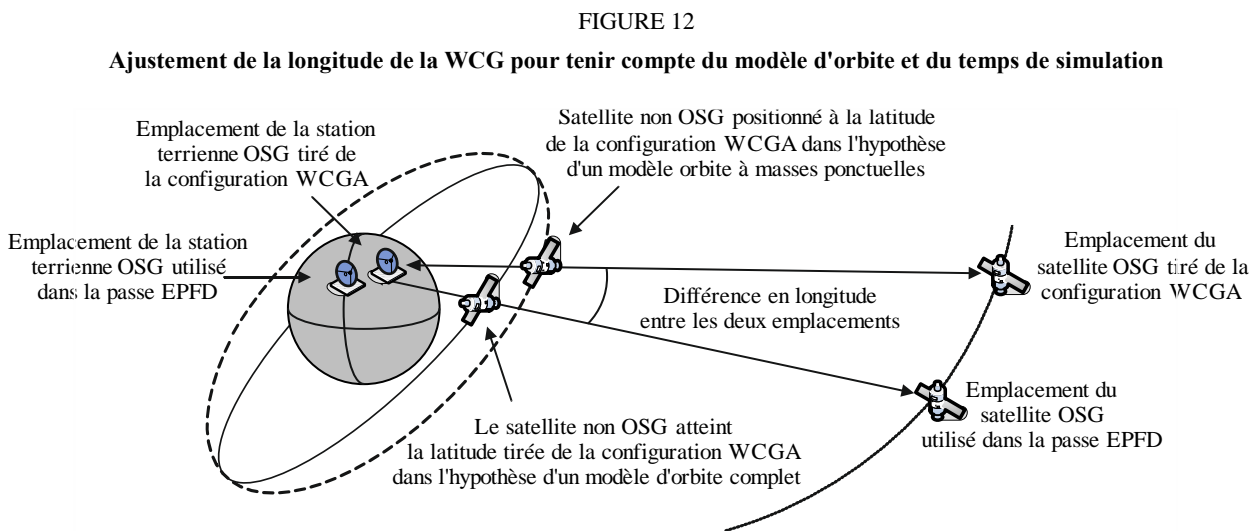 FIGURE 12
Ajustement de la longitude de la WCG pour tenir compte du modèle d'orbite et du temps de simulation
Emplacement de la station
terrienne OSG tiré de
la configuration WCGA
Satellite non OSG positionné à la latitude
de la configuration WCGA dans l'hypothèse
d'un modèle orbite à masses ponctuelles
Emplacement de la station
terrienne OSG utilisé
dans la passe EPFD
Emplacement du
satellite OSG tiré de la
configuration WCGA
Différence en longitude
entre les deux emplacements
Le satellite non OSG atteint
la latitude tirée de la configuration WCGA
dans l'hypothèse d'un modèle d'orbite complet
Emplacement du
satellite OSG
utilisé dans la passe EPFD